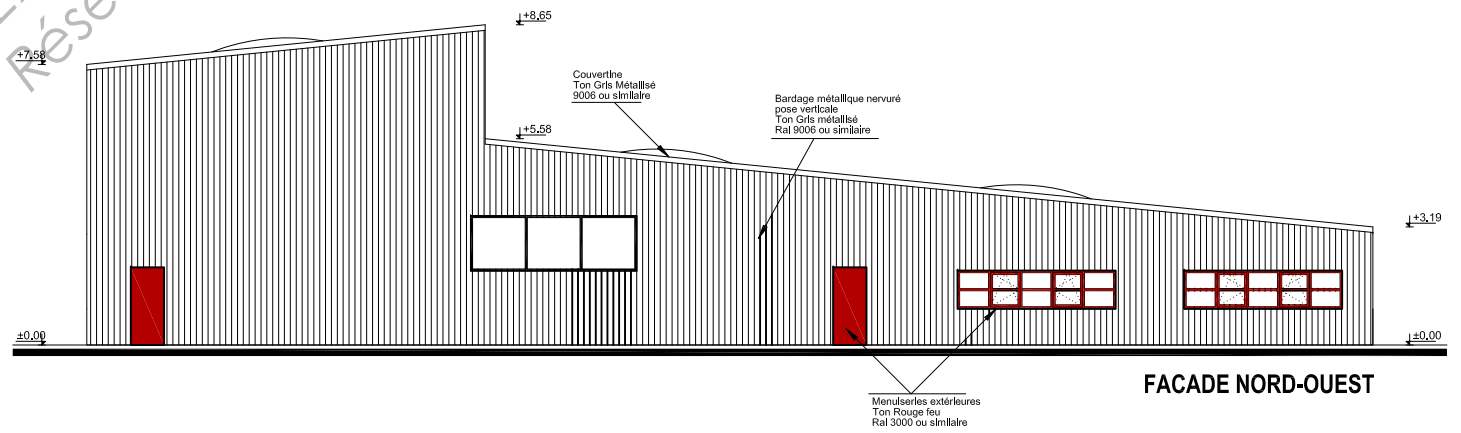 Rése
+8.65
+7.58
Couvertine
Ton Gris Métallisé
9006 ou similaire
Bardage métallique nervuré
pose verticale
Ton Gris métallisé
Ral 9006 ou similaire
+5.58
+3.19
±0.00
±0.00
FACADE NORD-OUEST
Menuiseries extérieures
Ton Rouge feu
Ral 3000 ou similaire